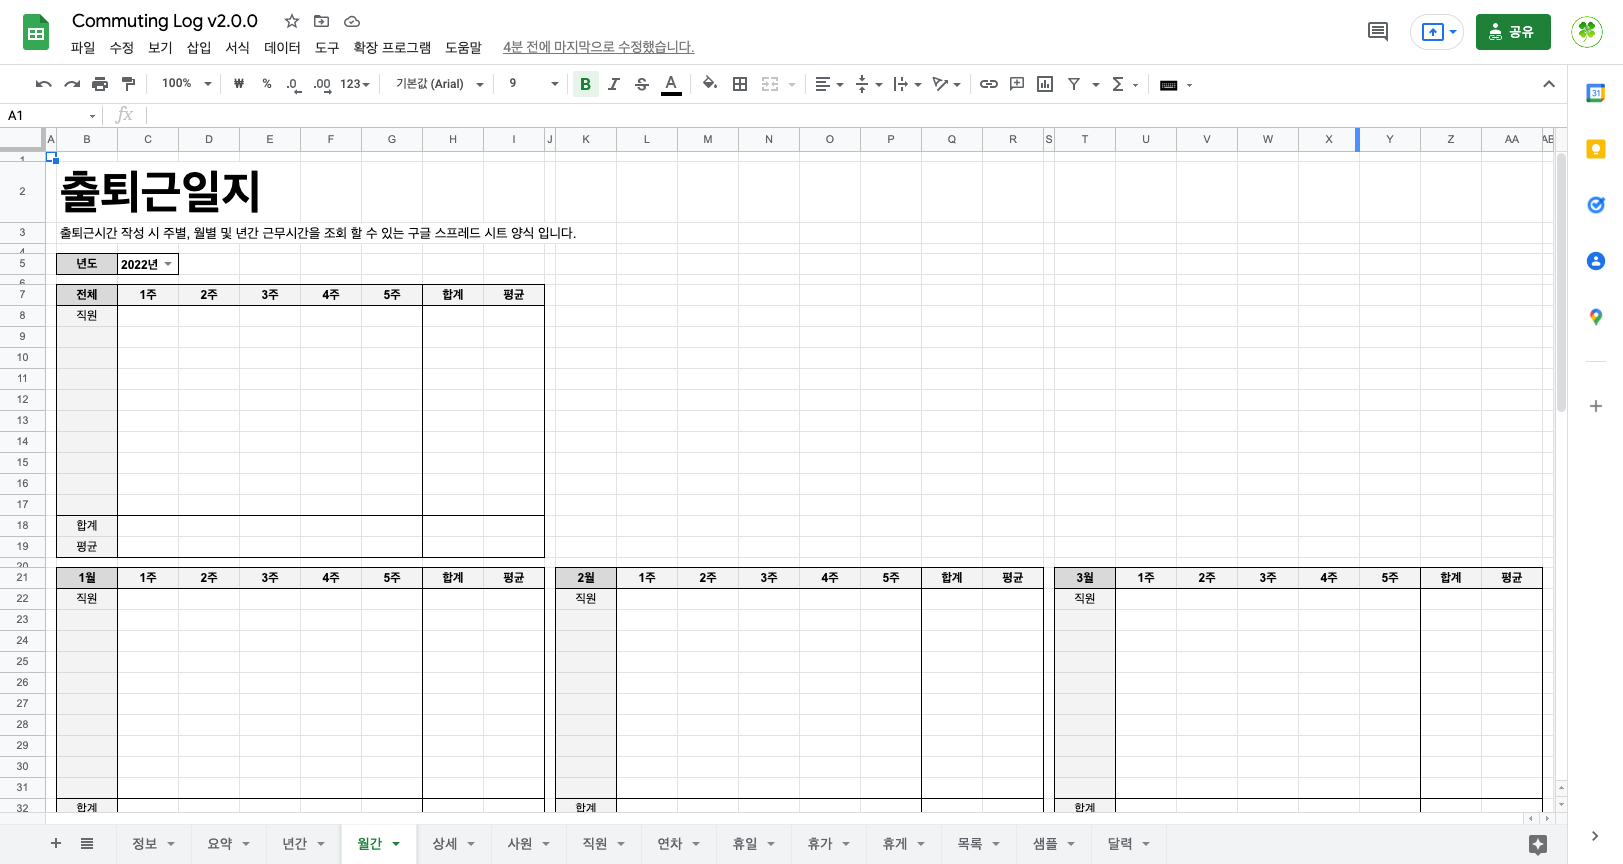 Commuting Log v2.0.0
파일 수정 보기 삽입 서식 데이터 도구 확장 프로그램 도움말 4분 전에 마지막으로 수정했습니다.
공유
100% ₩ % .0 .00 123 기본값 (Arial) 9 B I S A Σ
31
A1 fx
A B C D E F G H I J K L M N O P Q R S T U V W X Y Z AA AB
1
2 출퇴근일지
3 출퇴근시간 작성 시 주별, 월별 및 년간 근무시간을 조회 할 수 있는 구글 스프레드 시트 양식 입니다.
4
5 년도 2022년
6
7 전체 1주 2주 3주 4주 5주 합계 평균
8 직원
9
10
11
12
13
14
15
16
17
18 합계
19 평균
20
21 1월 1주 2주 3주 4주 5주 합계 평균 2월 1주 2주 3주 4주 5주 합계 평균 3월 1주 2주 3주 4주 5주 합계 평균
22 직원 직원 직원
23
24
25
26
27
28
29
30
31
32 합계 합계 합계
정보 요약 년간 월간 상세 사원 직원 연차 휴일 휴가 휴게 목록 샘플 달력